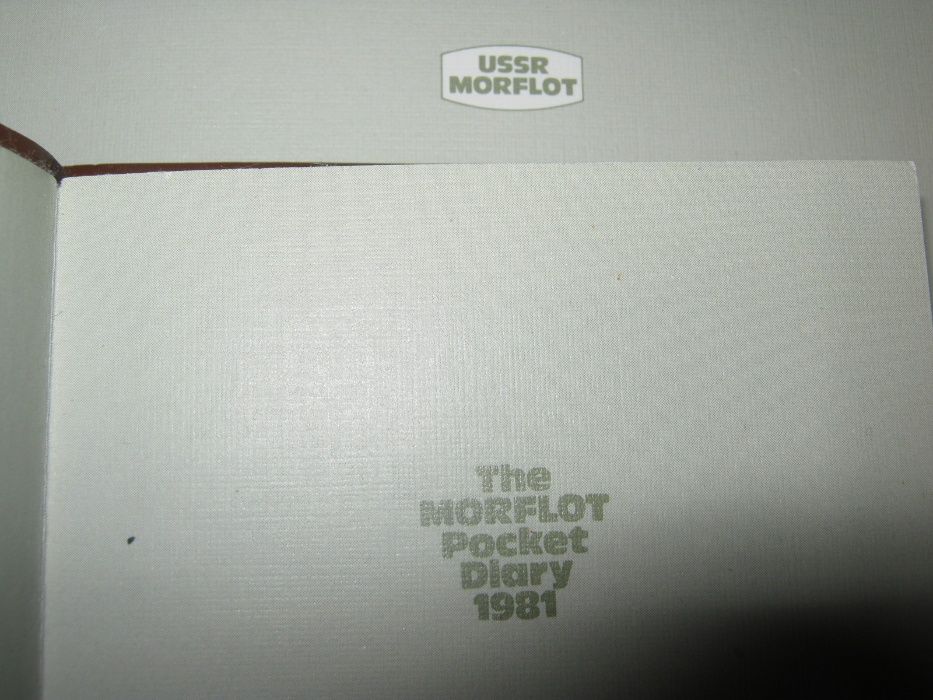 USSR
MORFLOT
The
MORFLOT
Pocket
Diary
1981